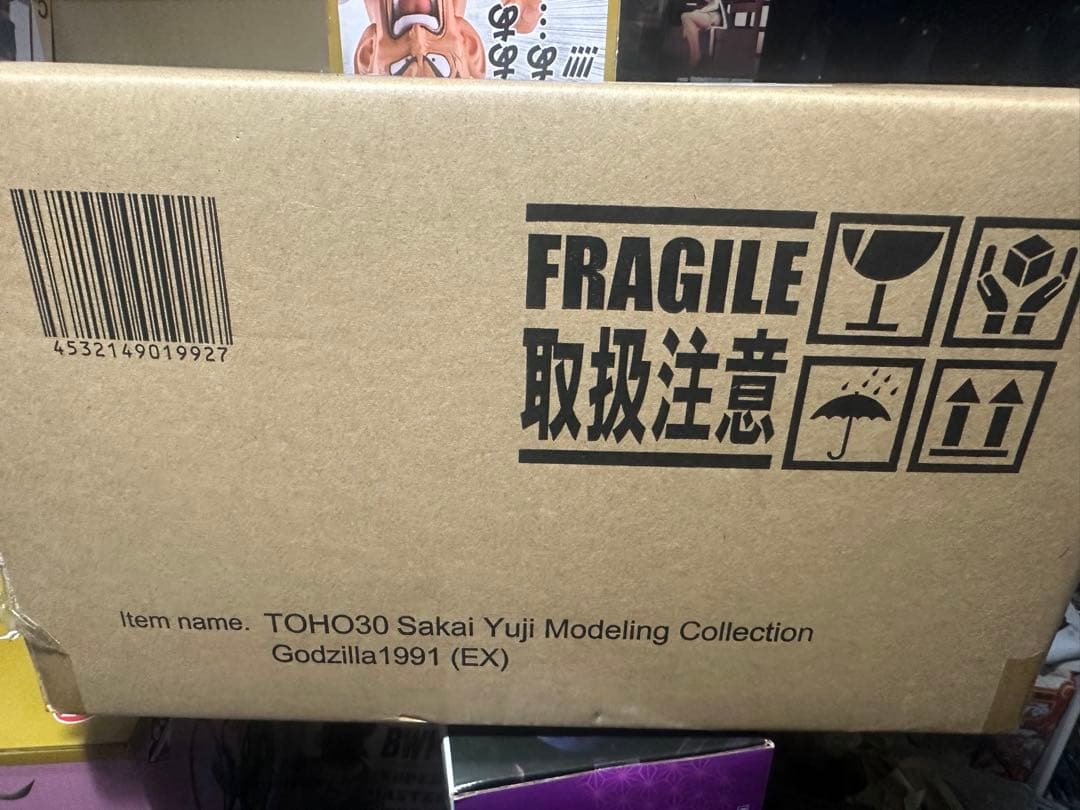 4532149019927
FRAGILE
取扱注意
Item name. TOHO30 Sakai Yuji Modeling Collection
Godzilla1991 (EX)